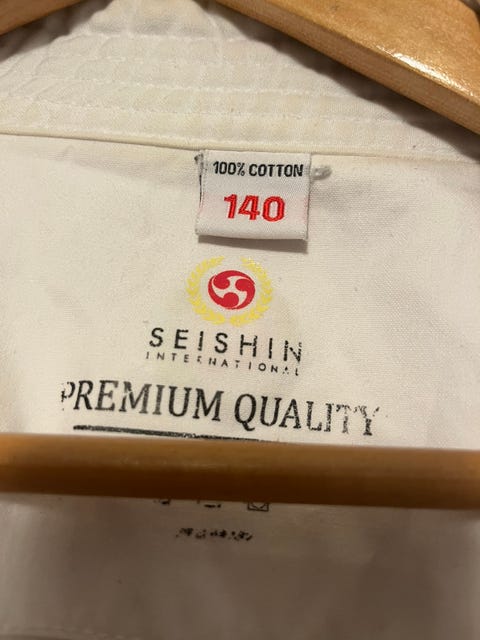 100% COTTON
140
SEISHIN
INTERNATIONAL
PREMIUM QUALITY